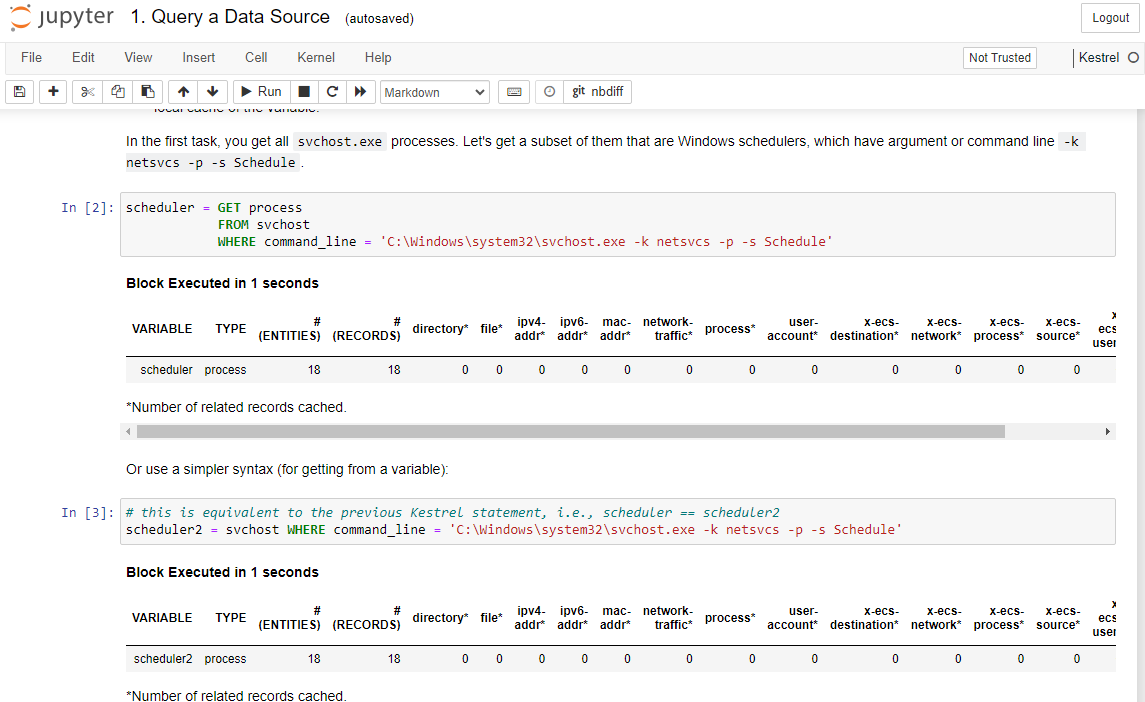 jupyter 1. Query a Data Source (autosaved) Logout
File Edit View Insert Cell Kernel Help Not Trusted Kestrel
Run Markdown git nbdiff
local cache of the variable.
In the first task, you get all svchost.exe processes. Let's get a subset of them that are Windows schedulers, which have argument or command line -k
netsvcs -p -s Schedule .
In [2]: scheduler = GET process
FROM svchost
WHERE command_line = 'C:\Windows\system32\svchost.exe -k netsvcs -p -s Schedule'
Block Executed in 1 seconds
VARIABLE TYPE # (ENTITIES) # (RECORDS) directory* file* ipv4-addr* ipv6-addr* mac-addr* network-traffic* process* user-account* x-ecs-destination* x-ecs-network* x-ecs-process* x-ecs-source* x ecs user
scheduler process 18 18 0 0 0 0 0 0 0 0 0 0 0 0
*Number of related records cached.
Or use a simpler syntax (for getting from a variable):
In [3]: # this is equivalent to the previous Kestrel statement, i.e., scheduler == scheduler2
scheduler2 = svchost WHERE command_line = 'C:\Windows\system32\svchost.exe -k netsvcs -p -s Schedule'
Block Executed in 1 seconds
VARIABLE TYPE # (ENTITIES) # (RECORDS) directory* file* ipv4-addr* ipv6-addr* mac-addr* network-traffic* process* user-account* x-ecs-destination* x-ecs-network* x-ecs-process* x-ecs-source* x ecs user
scheduler2 process 18 18 0 0 0 0 0 0 0 0 0 0 0 0
*Number of related records cached.